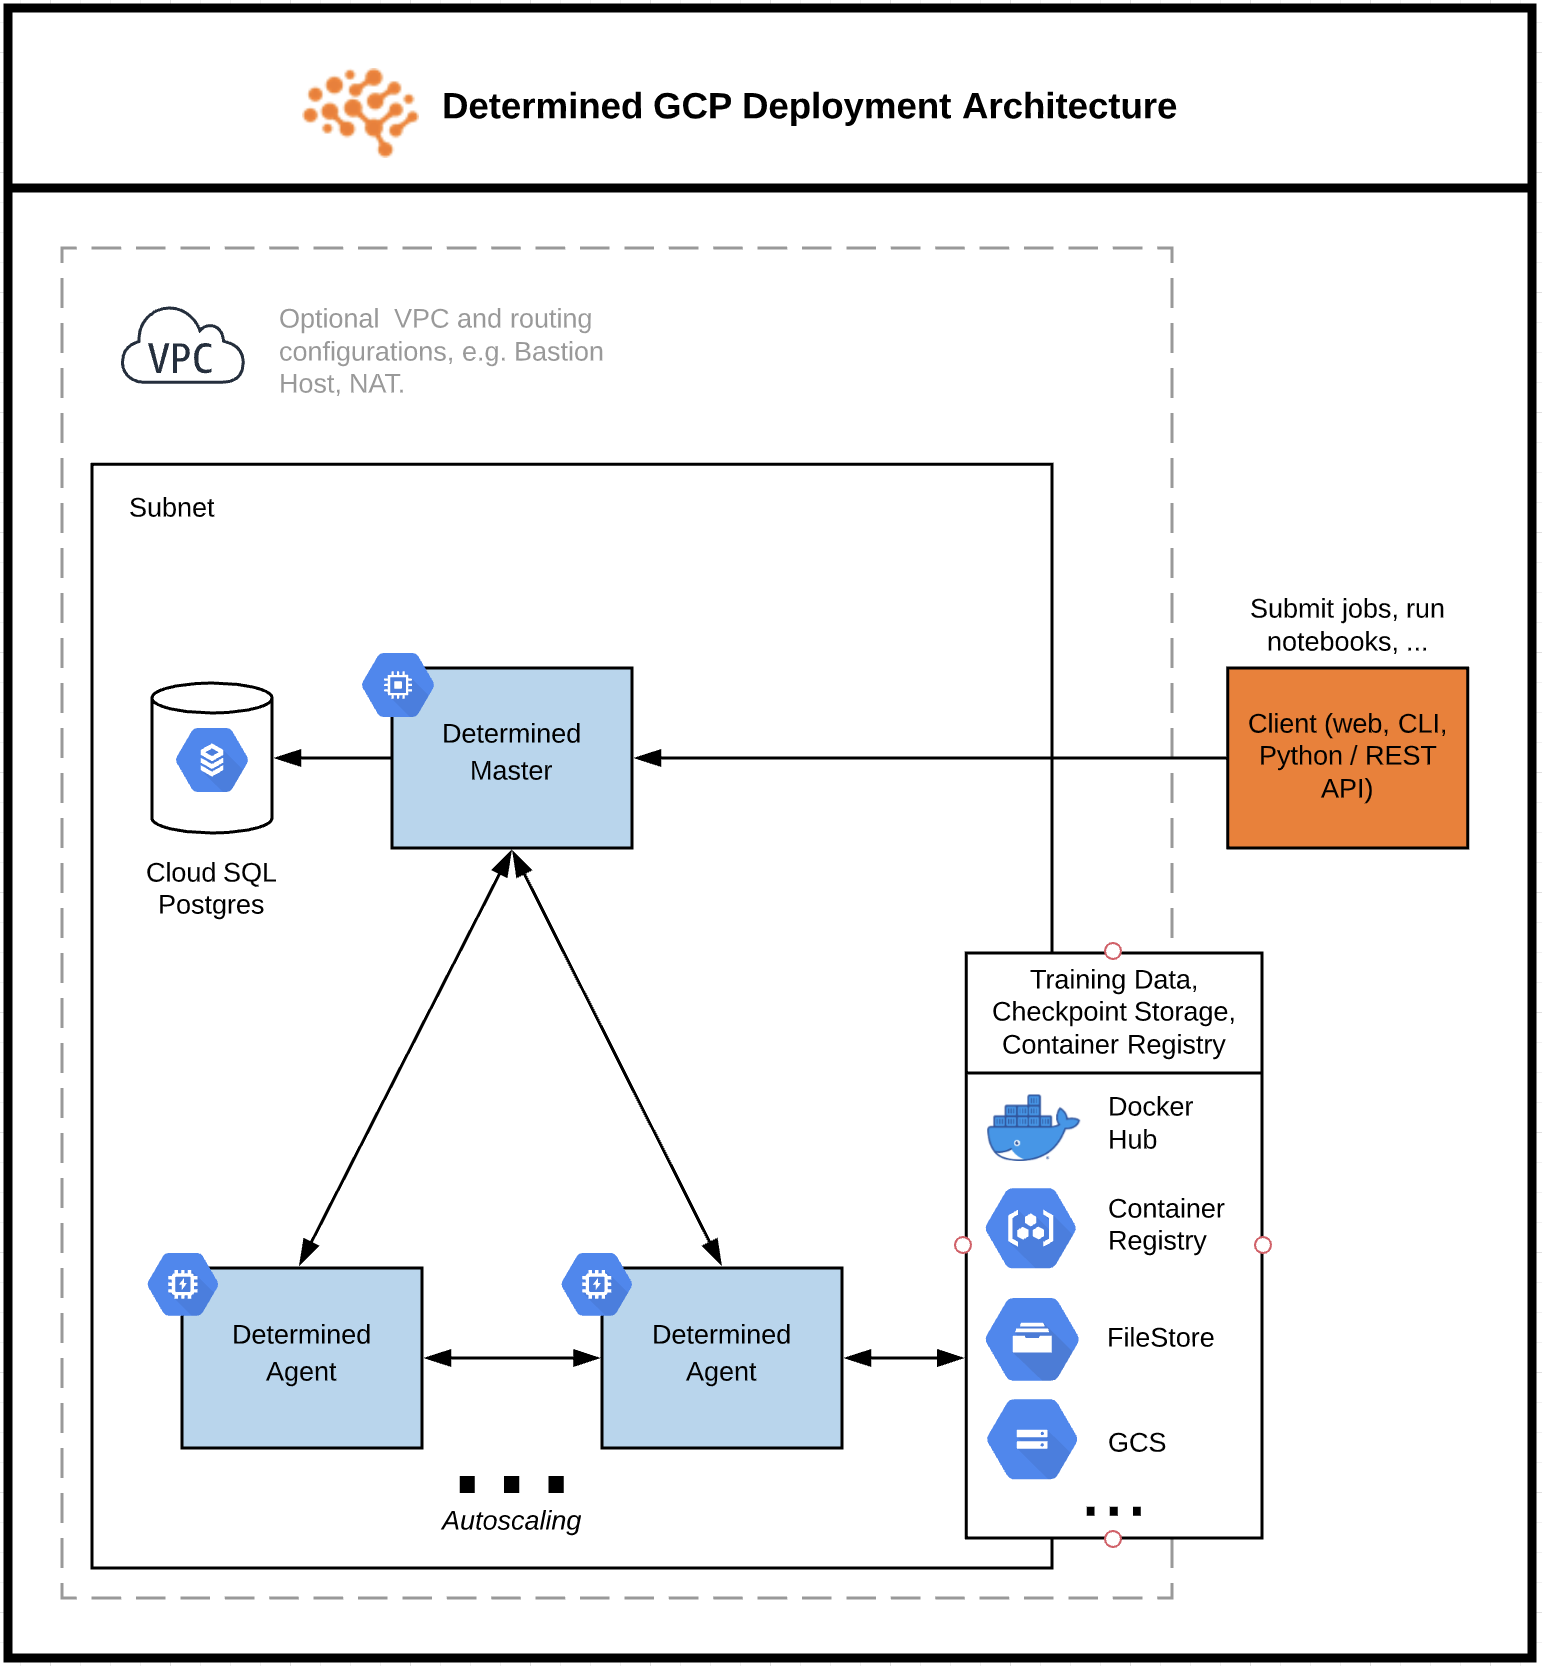 Determined GCP Deployment Architecture
VPC
Optional  VPC and routing
configurations, e.g. Bastion
Host, NAT.
Subnet
Submit jobs, run
notebooks, ...
Determined
Master
Client (web, CLI,
Python / REST
API)
Cloud SQL
Postgres
Training Data,
Checkpoint Storage,
Container Registry
Docker
Hub
Container
Registry
FileStore
GCS
...
Determined
Agent
Determined
Agent
Autoscaling